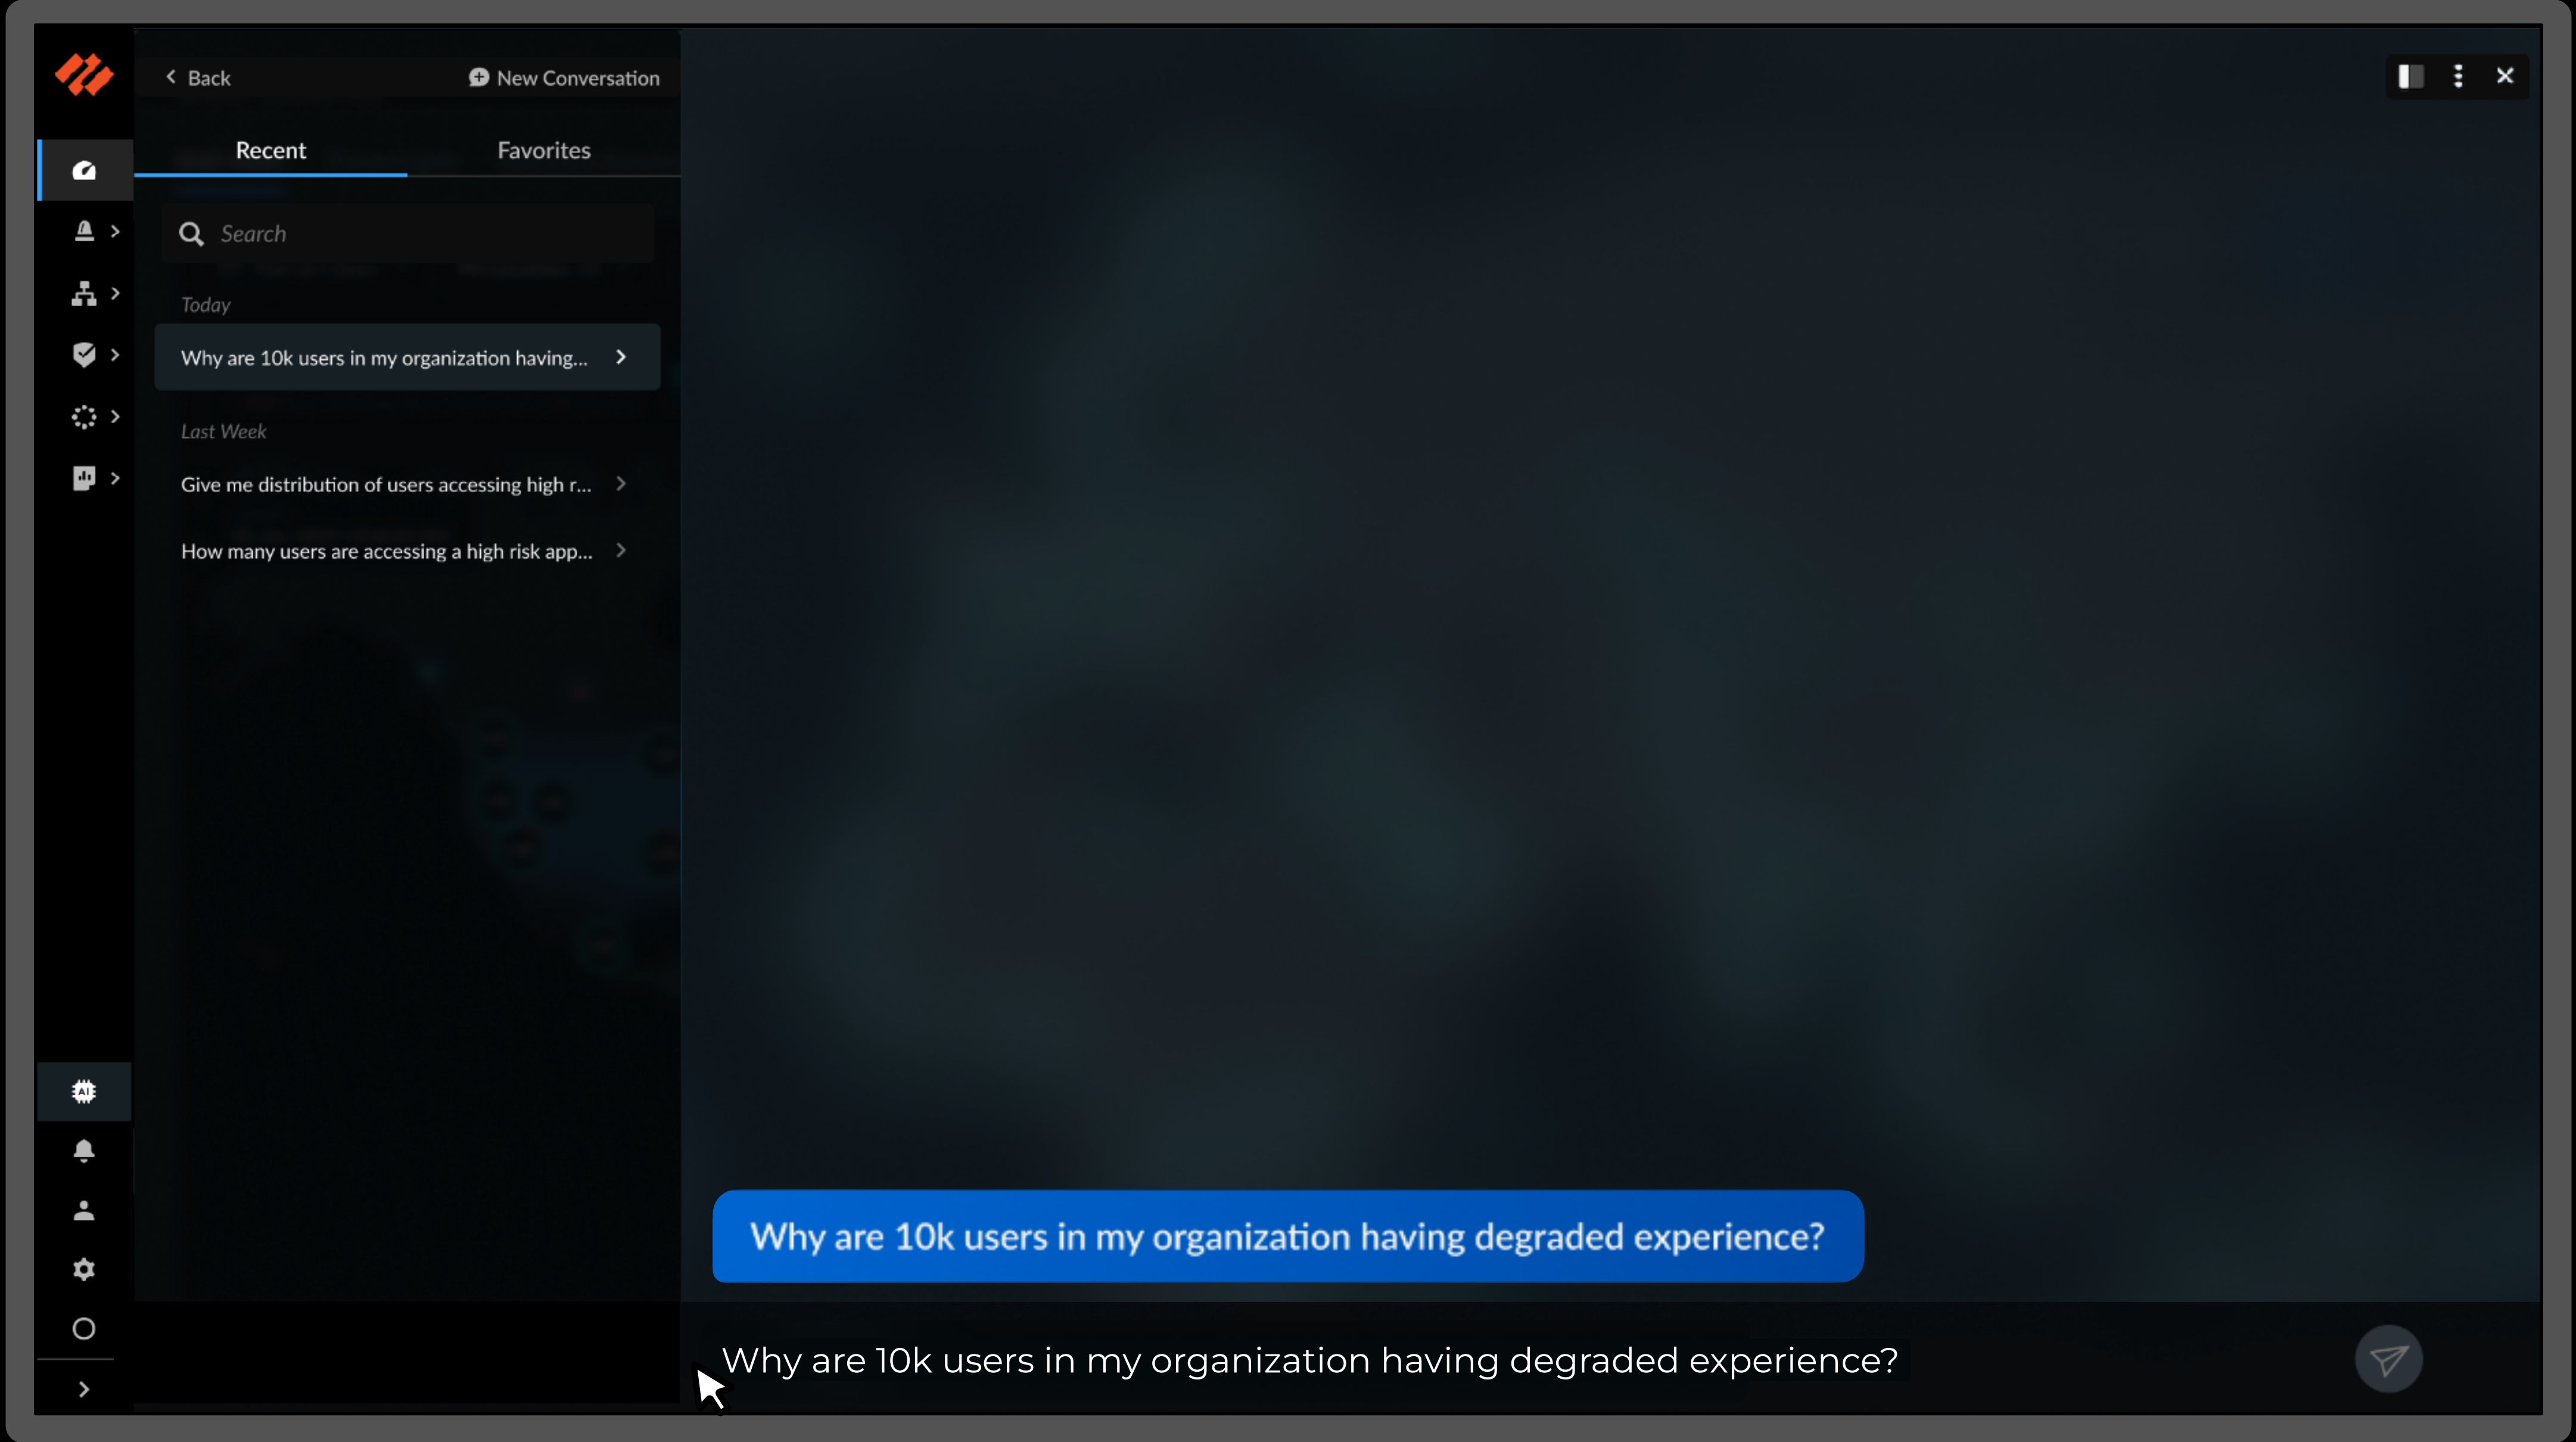 Back
New Conversation
Recent
Favorites
Search
Today
Why are 10k users in my organization having...
Last Week
Give me distribution of users accessing high r...
How many users are accessing a high risk app...
AI
Why are 10k users in my organization having degraded experience?
Why are 10k users in my organization having degraded experience?